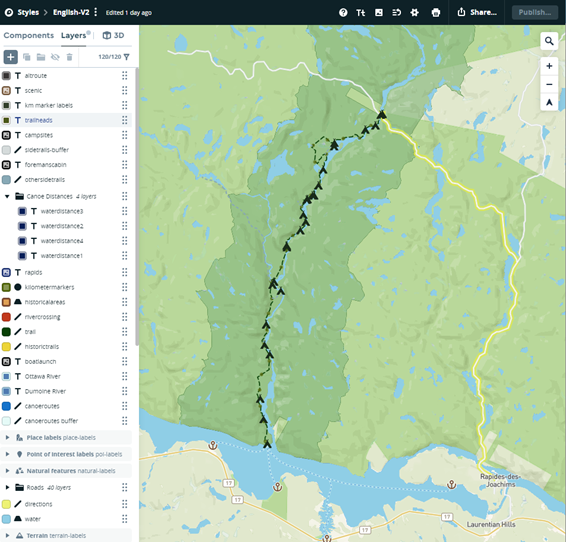 Styles > English-V2 Edited 1 day ago Share... Publish...
Components Layers 3D
120/120
altroute
scenic
km marker labels
trailheads
campsites
sidetrails-buffer
foremanscabin
othersidetrails
Canoe Distances 4 layers
waterdistance3
waterdistance2
waterdistance4
waterdistance1
rapids
kilometermarkers
historicalareas
rivercrossing
trail
historictrails
boatlaunch
Ottawa River
Dumoine River
canoeroutes
canoeroutes buffer
Place labels place-labels
Point of interest labels poi-labels
Natural features natural-labels
Roads 40 layers
directions
water
Terrain terrain-labels
17
17
17
17
Rapides-des-
Joachims
Laurentian Hills